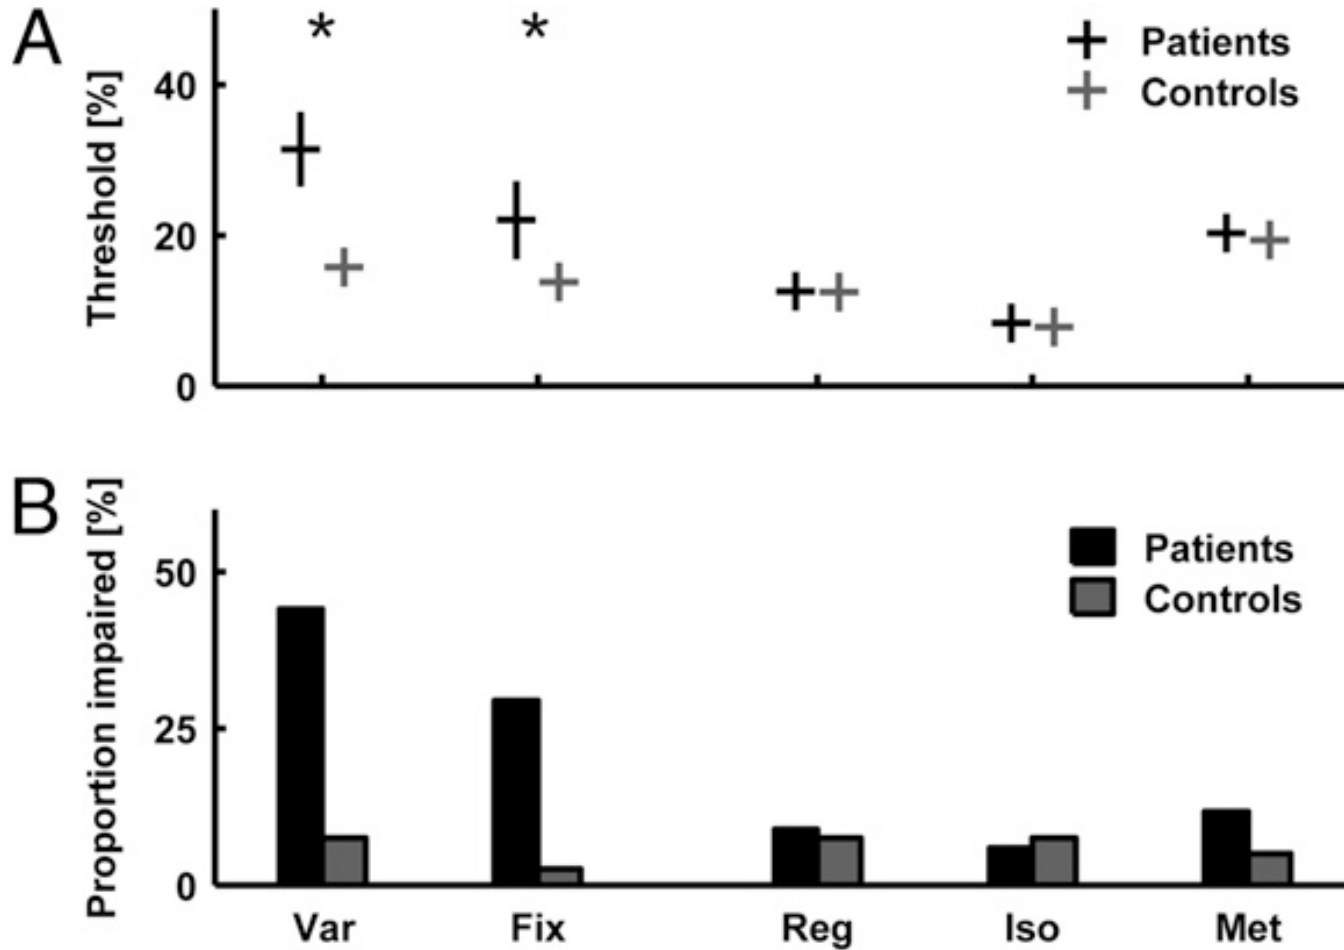 A
* *
Patients
Controls
Threshold [%]
40
20
0
B
Patients
Controls
Proportion impaired [%]
50
25
0
Var Fix Reg Iso Met